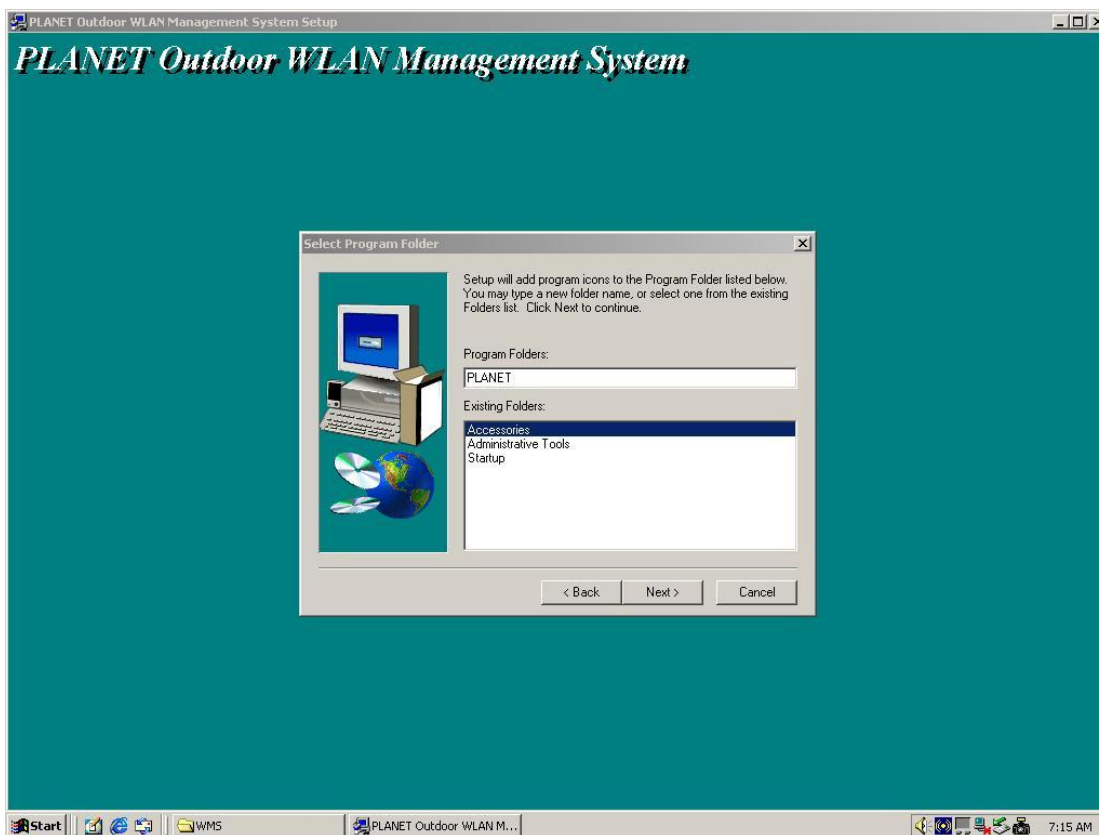 PLANET Outdoor WLAN Management System Setup
PLANET Outdoor WLAN Management System
Select Program Folder
Setup will add program icons to the Program Folder listed below.
You may type a new folder name, or select one from the existing
Folders list. Click Next to continue.
Program Folders:
PLANET
Existing Folders:
Accessories
Administrative Tools
Startup
< Back Next > Cancel
Start WMS PLANET Outdoor WLAN M... 7:15 AM